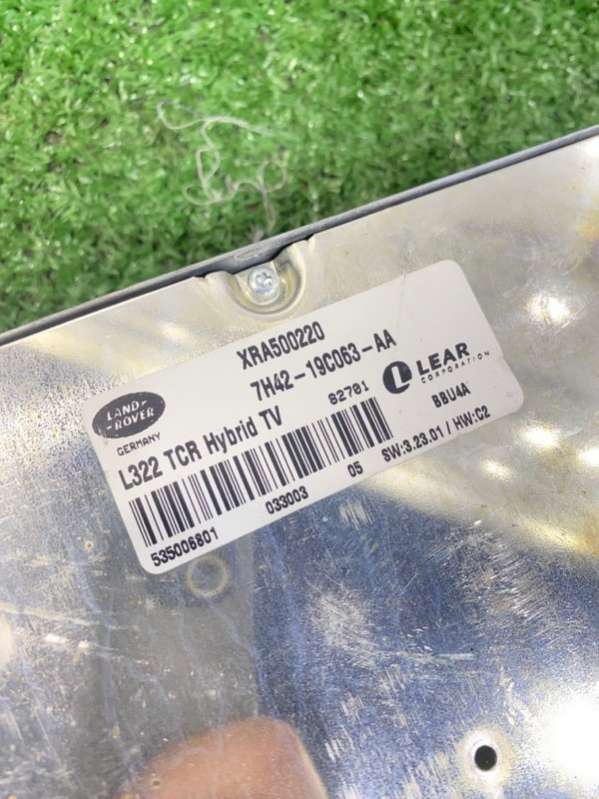 XRA500220
7H42-19C063-AA
LAND-
-ROVER
GERMANY
L322 TCR Hybrid TV
82781
LEAR
CORPORATION
BBU4A
SW:3.23.01 / HW:C2
535006801
033003
05